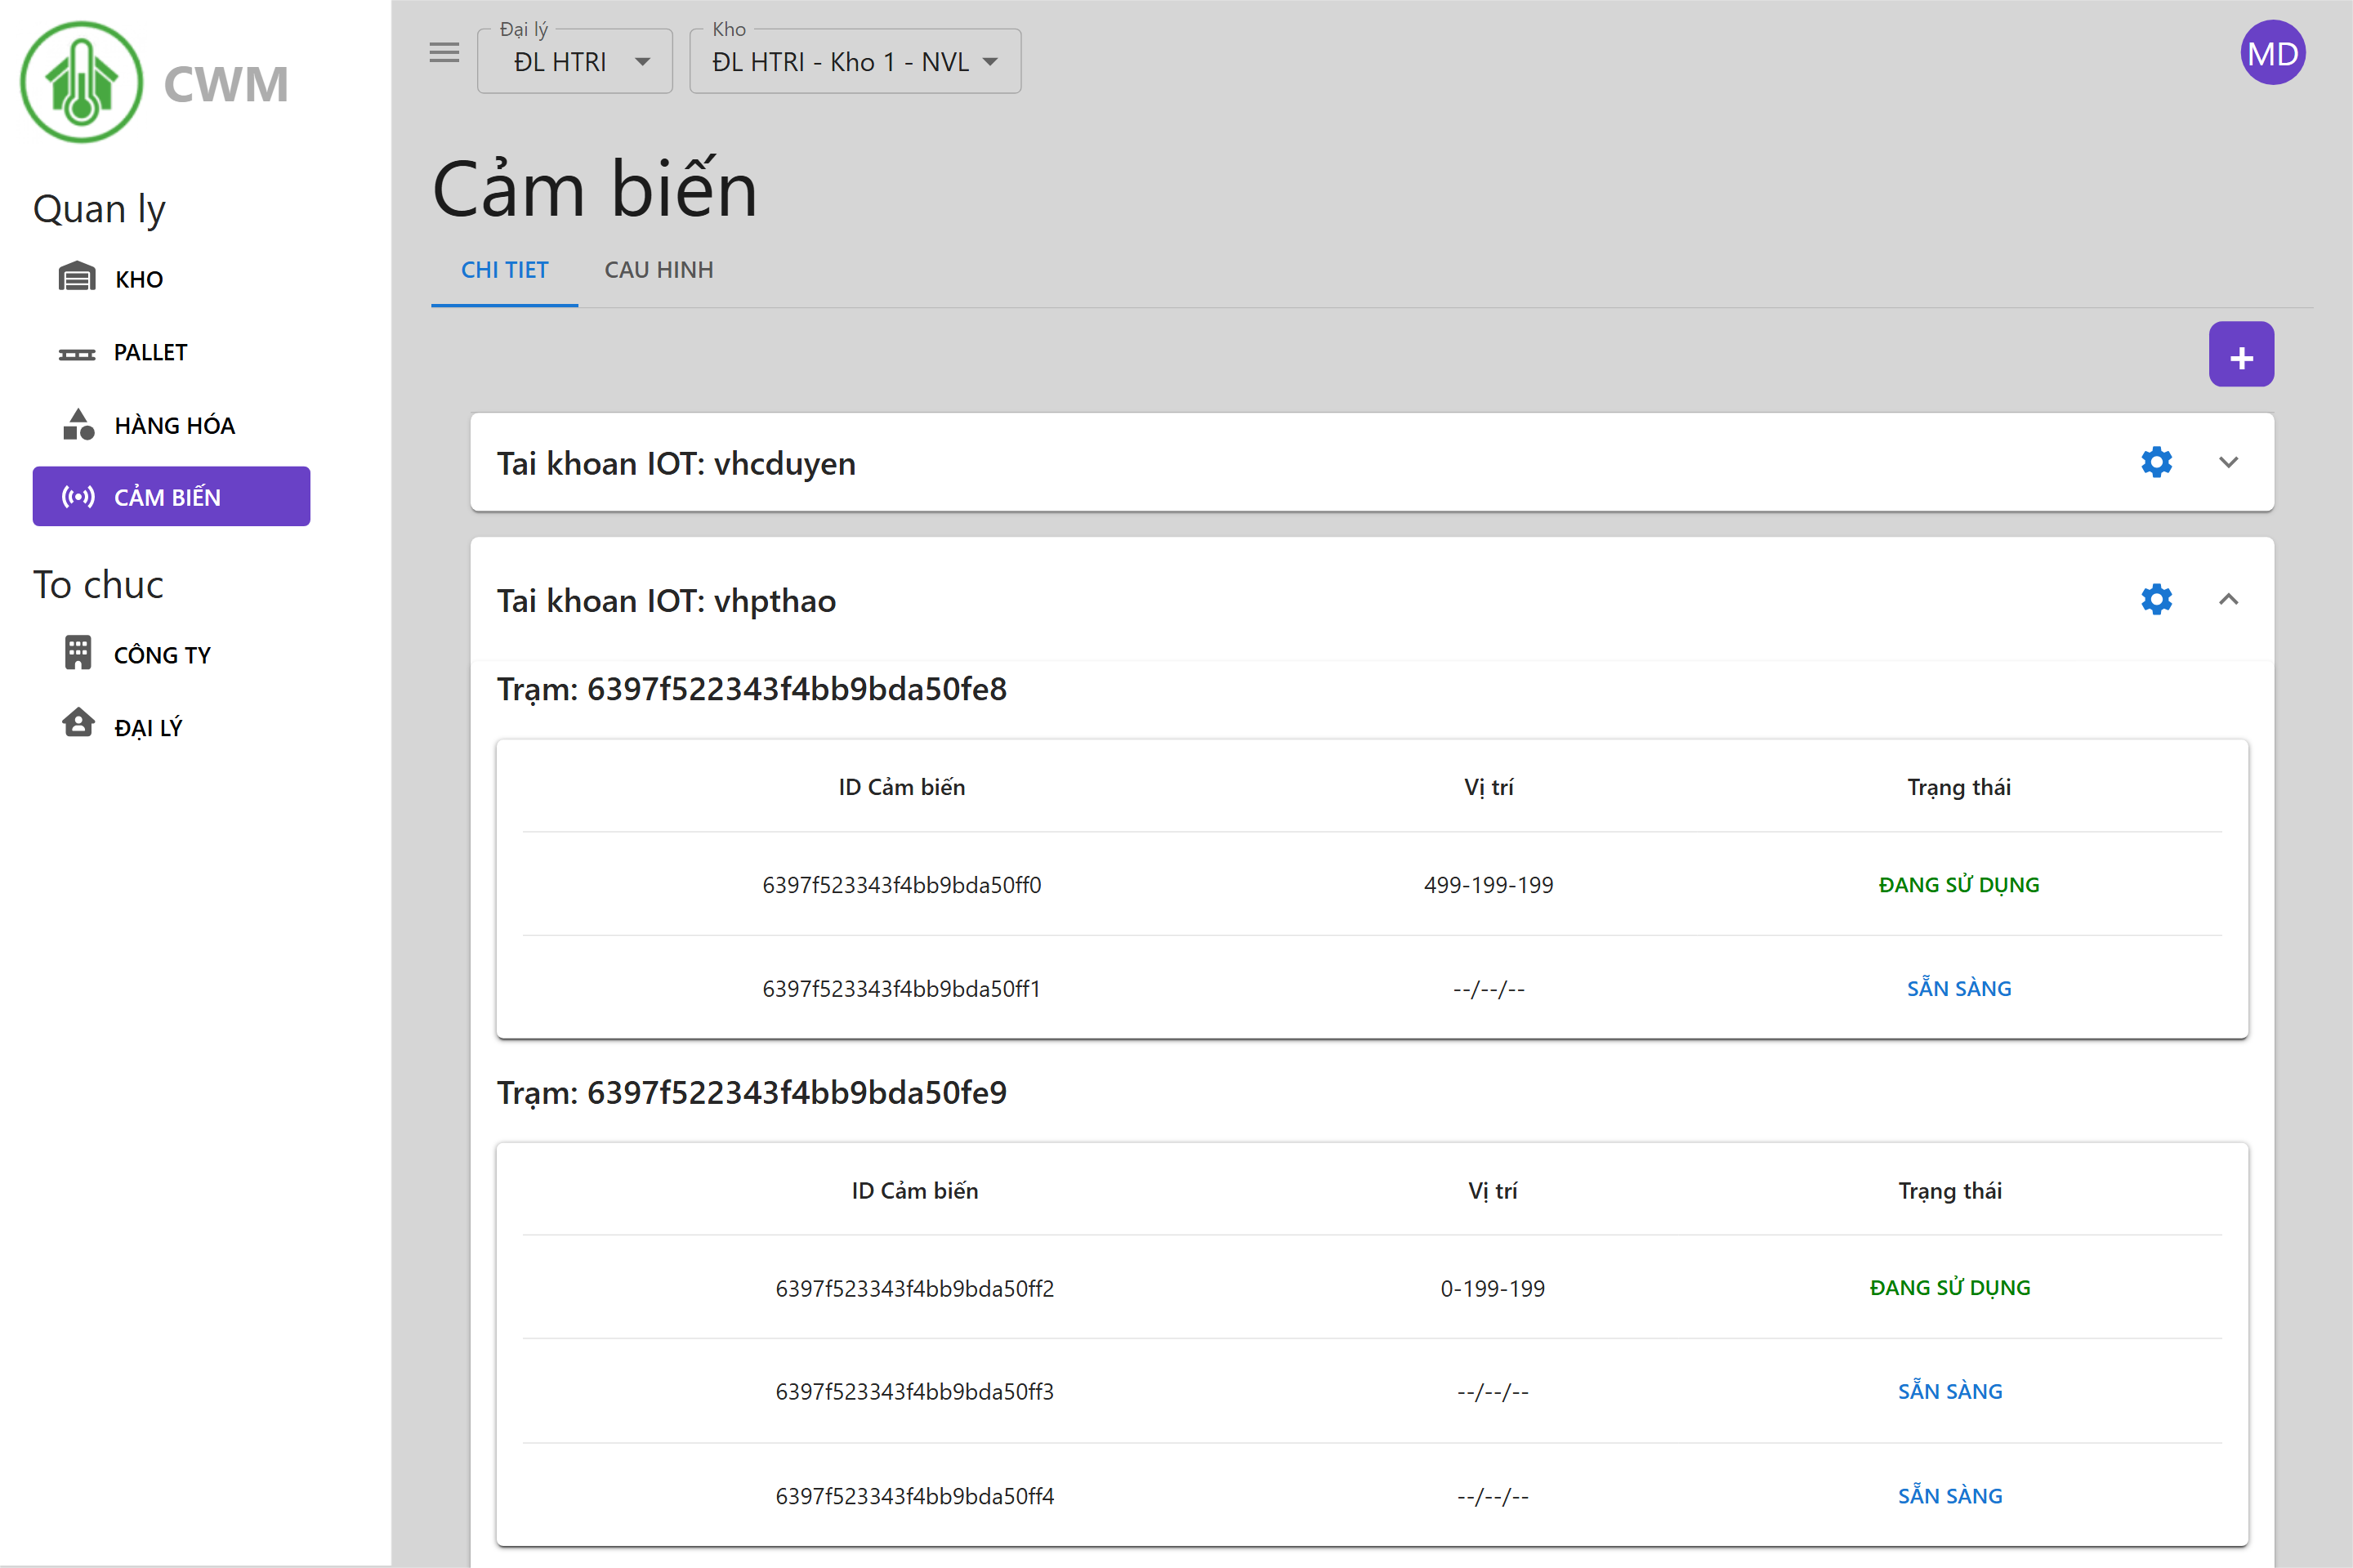 CWM
Quan ly
KHO
PALLET
HÀNG HÓA
CẢM BIẾN
To chuc
CÔNG TY
ĐẠI LÝ
Đại lý
ĐL HTRI
Kho
ĐL HTRI - Kho 1 - NVL
MD
Cảm biến
CHI TIET CAU HINH
+
Tai khoan IOT: vhcduyen
Tai khoan IOT: vhpthao
Trạm: 6397f522343f4bb9bda50fe8
ID Cảm biến Vị trí Trạng thái
6397f523343f4bb9bda50ff0 499-199-199 ĐANG SỬ DỤNG
6397f523343f4bb9bda50ff1 --/--/-- SẴN SÀNG
Trạm: 6397f522343f4bb9bda50fe9
ID Cảm biến Vị trí Trạng thái
6397f523343f4bb9bda50ff2 0-199-199 ĐANG SỬ DỤNG
6397f523343f4bb9bda50ff3 --/--/-- SẴN SÀNG
6397f523343f4bb9bda50ff4 --/--/-- SẴN SÀNG